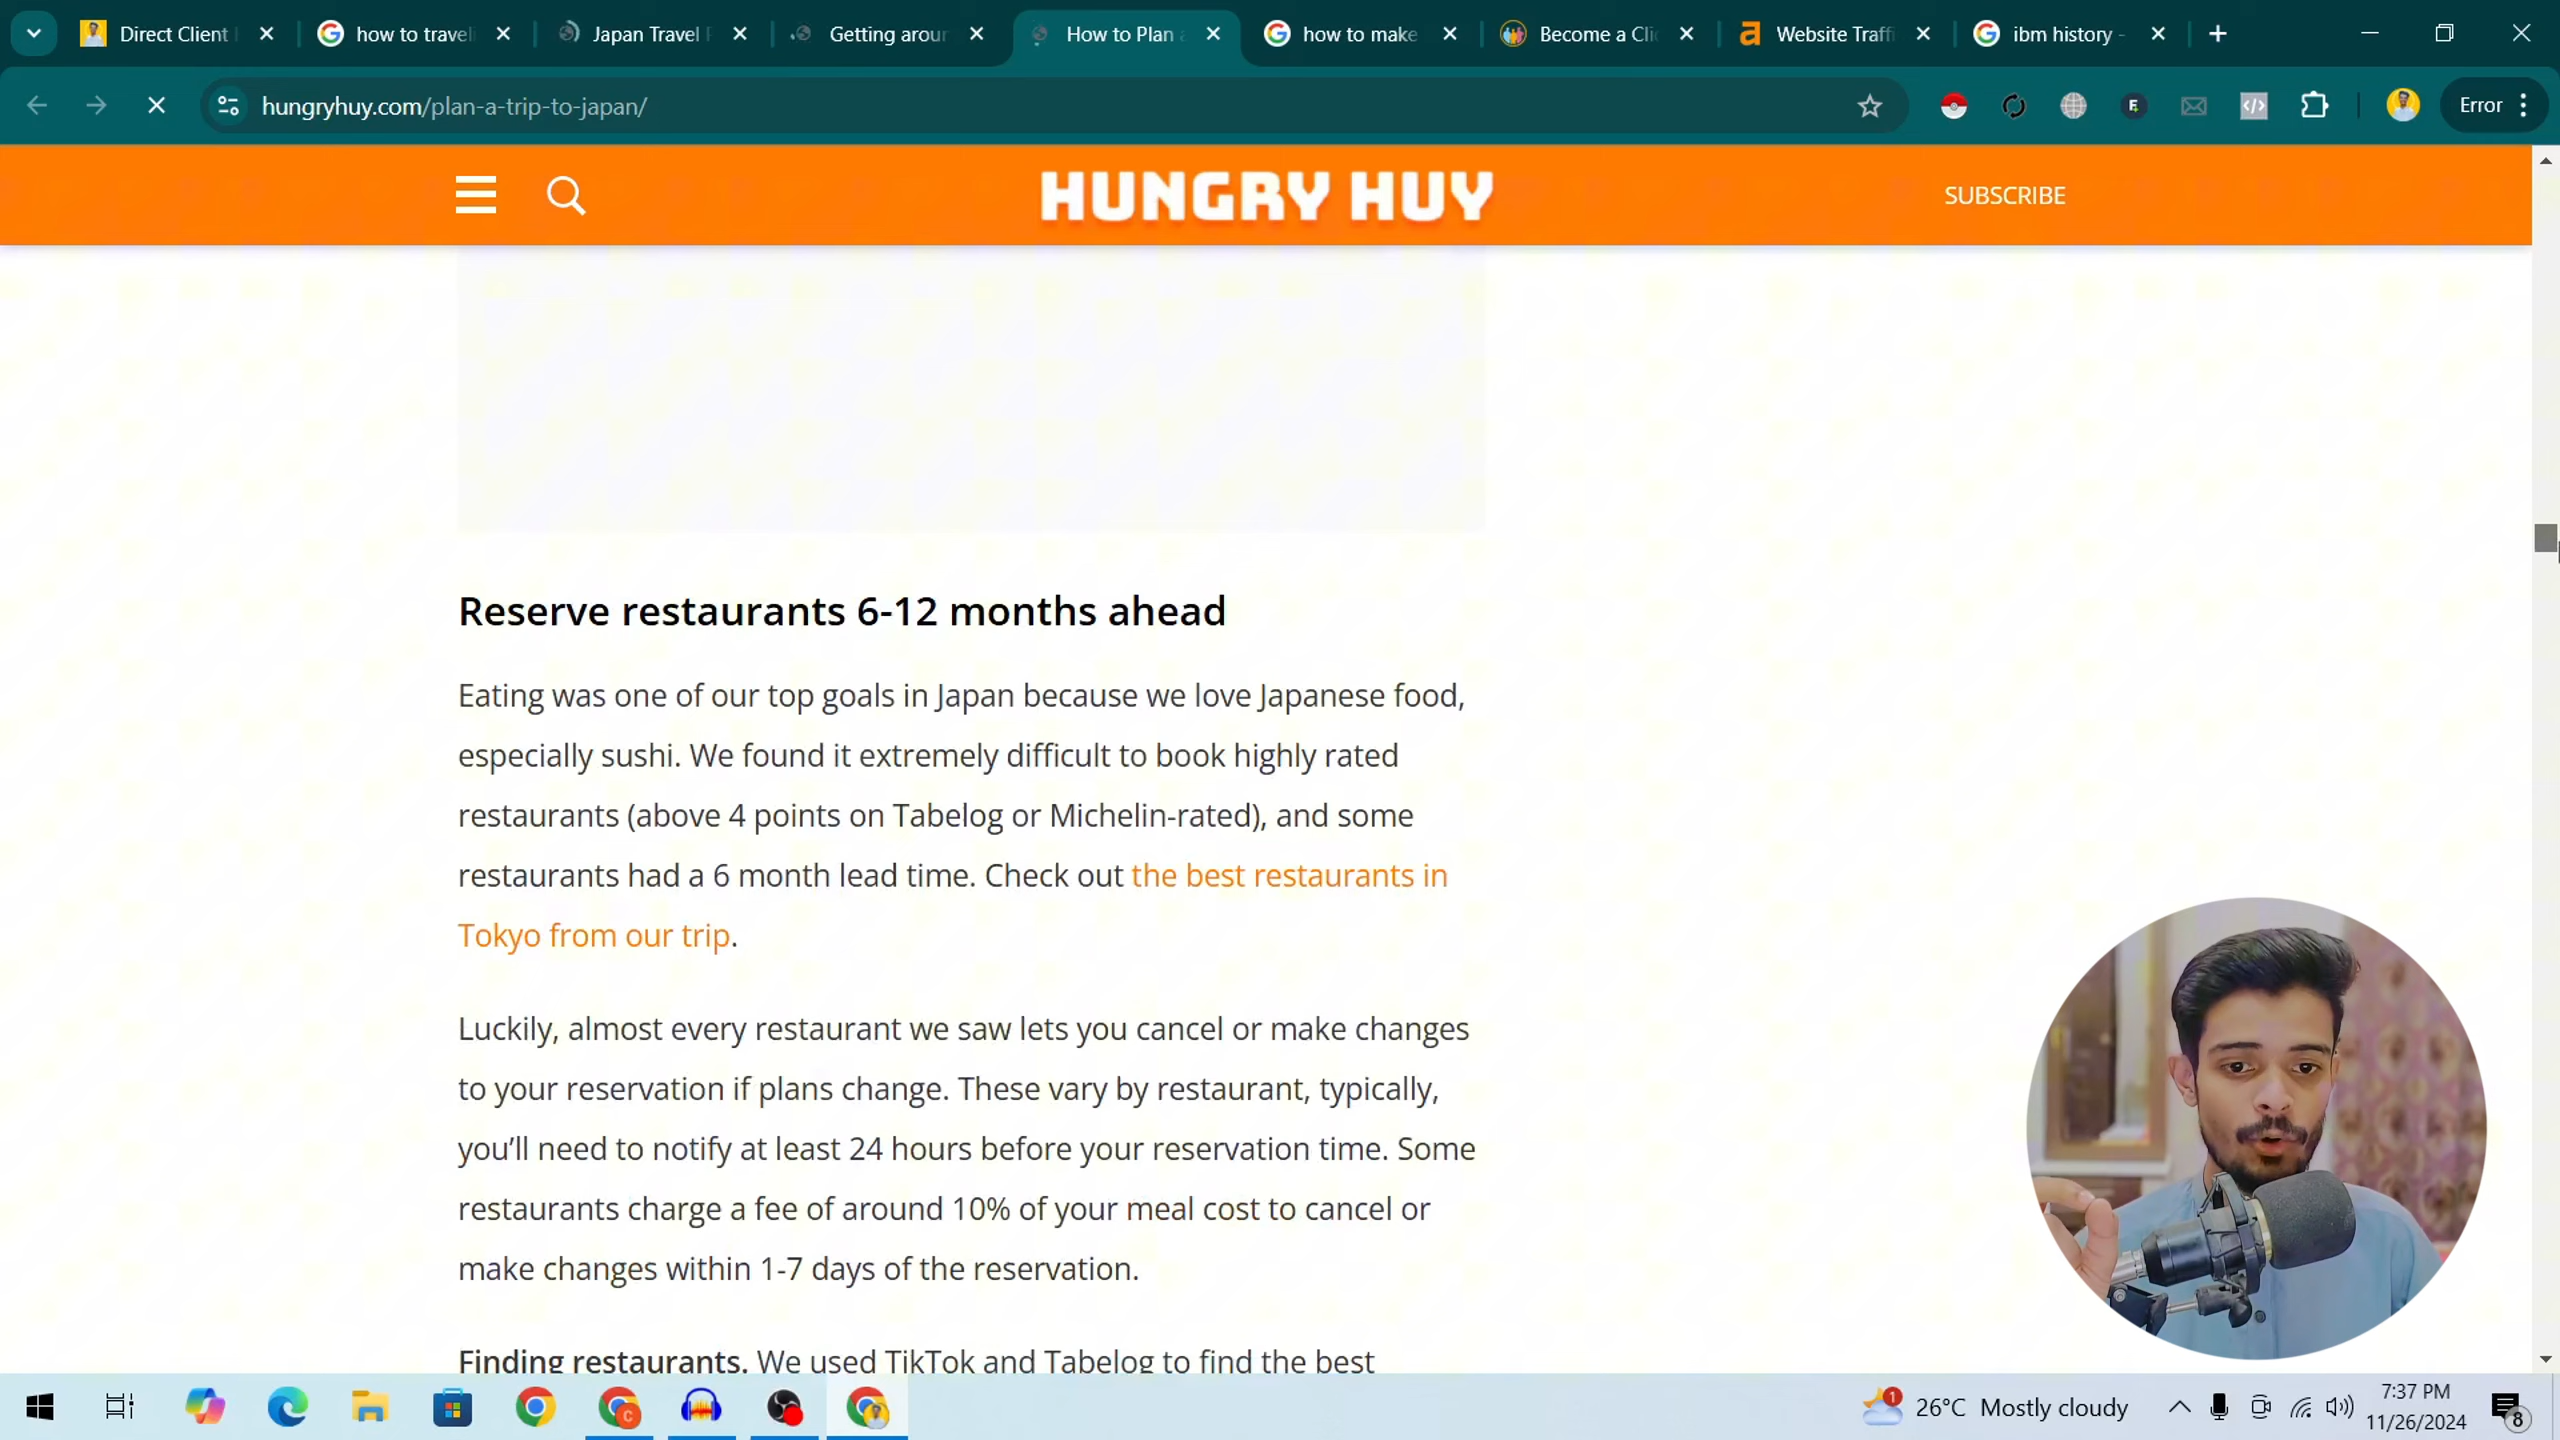 Direct Client
how to travel
Japan Travel
Getting arou
How to Plan a
how to make
Become a Cli
Website Traffi
ibm history -
hungryhuy.com/plan-a-trip-to-japan/
Error
HUNGRY HUY
SUBSCRIBE
Reserve restaurants 6-12 months ahead
Eating was one of our top goals in Japan because we love Japanese food,
especially sushi. We found it extremely difficult to book highly rated
restaurants (above 4 points on Tabelog or Michelin-rated), and some
restaurants had a 6 month lead time. Check out the best restaurants in
Tokyo from our trip.
Luckily, almost every restaurant we saw lets you cancel or make changes
to your reservation if plans change. These vary by restaurant, typically,
you’ll need to notify at least 24 hours before your reservation time. Some
restaurants charge a fee of around 10% of your meal cost to cancel or
make changes within 1-7 days of the reservation.
Finding restaurants. We used TikTok and Tabelog to find the best
1
26°C Mostly cloudy
7:37 PM
11/26/2024
8